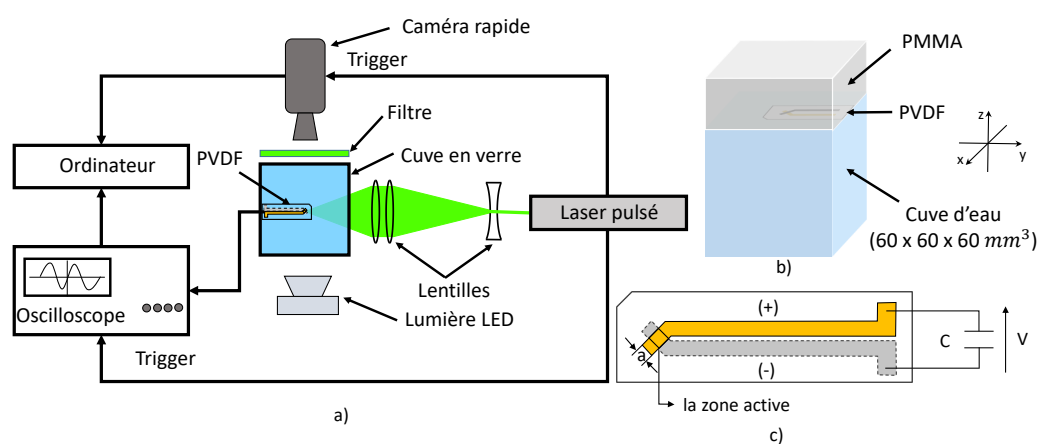 Caméra rapide
Trigger
Filtre
Ordinateur
PVDF
Cuve en verre
Laser pulsé
Oscilloscope
Lentilles
Lumière LED
Trigger
a)
PMMA
PVDF
z
x
y
Cuve d'eau
(60 x 60 x 60 mm³)
b)
(+)
a
C
V
(-)
la zone active
c)